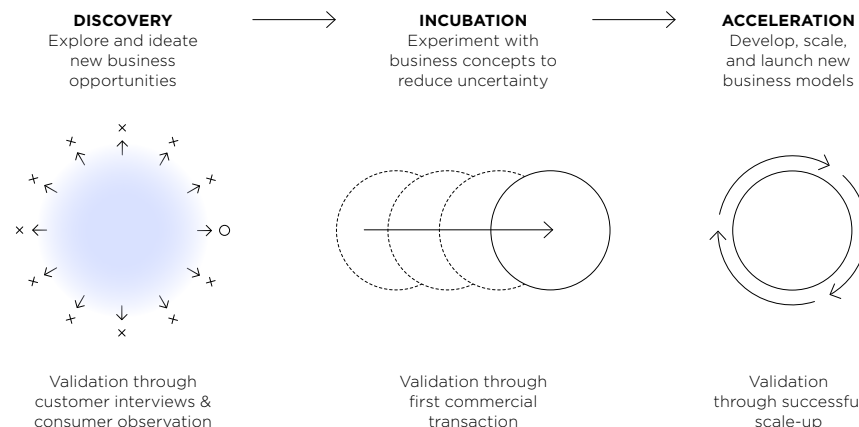 DISCOVERY
Explore and ideate
new business
opportunities
INCUBATION
Experiment with
business concepts to
reduce uncertainty
ACCELERATION
Develop, scale,
and launch new
business models
Validation through
customer interviews &
consumer observation
Validation through
first commercial
transaction
Validation
through successfu
scale-up